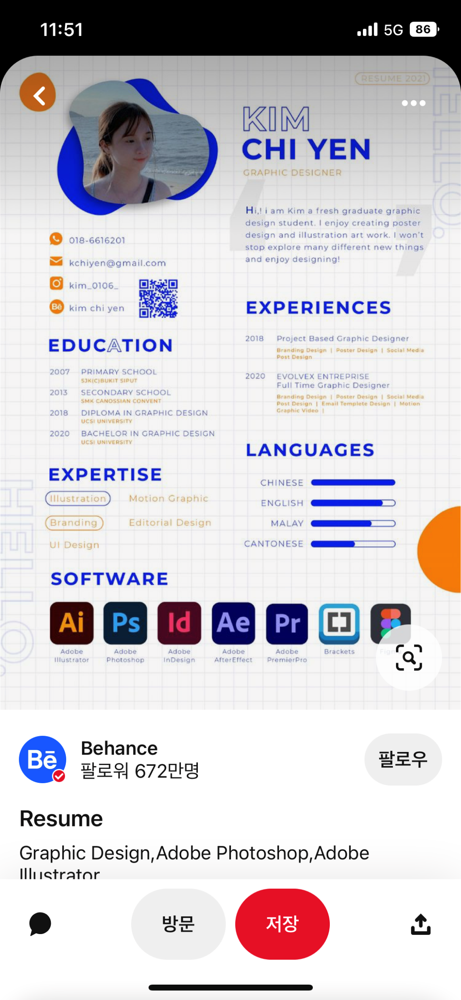 11:51
5G 86
RESUME 2021
KIM
CHI YEN
GRAPHIC DESIGNER
Hi,! i am Kim a fresh graduate graphic
design student. I enjoy creating poster
design and illustration art work. I won't
stop explore many different new things
and enjoy designing!
018-6616201
kchiyen@gmail.com
kim_0106_
Bē kim chi yen
EDUCATION
2007 PRIMARY SCHOOL
SJK(C)BUKIT SIPUT
2013 SECONDARY SCHOOL
SMK CANOSSIAN CONVENT
2018 DIPLOMA IN GRAPHIC DESIGN
UCSI UNIVERSITY
2020 BACHELOR IN GRAPHIC DESIGN
UCSI UNIVERSITY
EXPERTISE
Illustration Motion Graphic
Branding Editorial Design
UI Design
EXPERIENCES
2018 Project Based Graphic Designer
Branding Design | Poster Design | Social Media
Post Design
2020 EVOLVEX ENTREPRISE
Full Time Graphic Designer
Branding Design | Poster Design | Social Media
Post Design | Email Templete Design | Motion
Graphic Video |
LANGUAGES
CHINESE
ENGLISH
MALAY
CANTONESE
SOFTWARE
Ai Ps Id Ae Pr
Adobe
Illustrator
Adobe
Photoshop
Adobe
InDesign
Adobe
AfterEffect
Adobe
PremierPro
Brackets
Figma
HELLO.
HELLO.
Bē
Behance
팔로워 672만명
팔로우
Resume
Graphic Design,Adobe Photoshop,Adobe
Illustrator
방문
저장